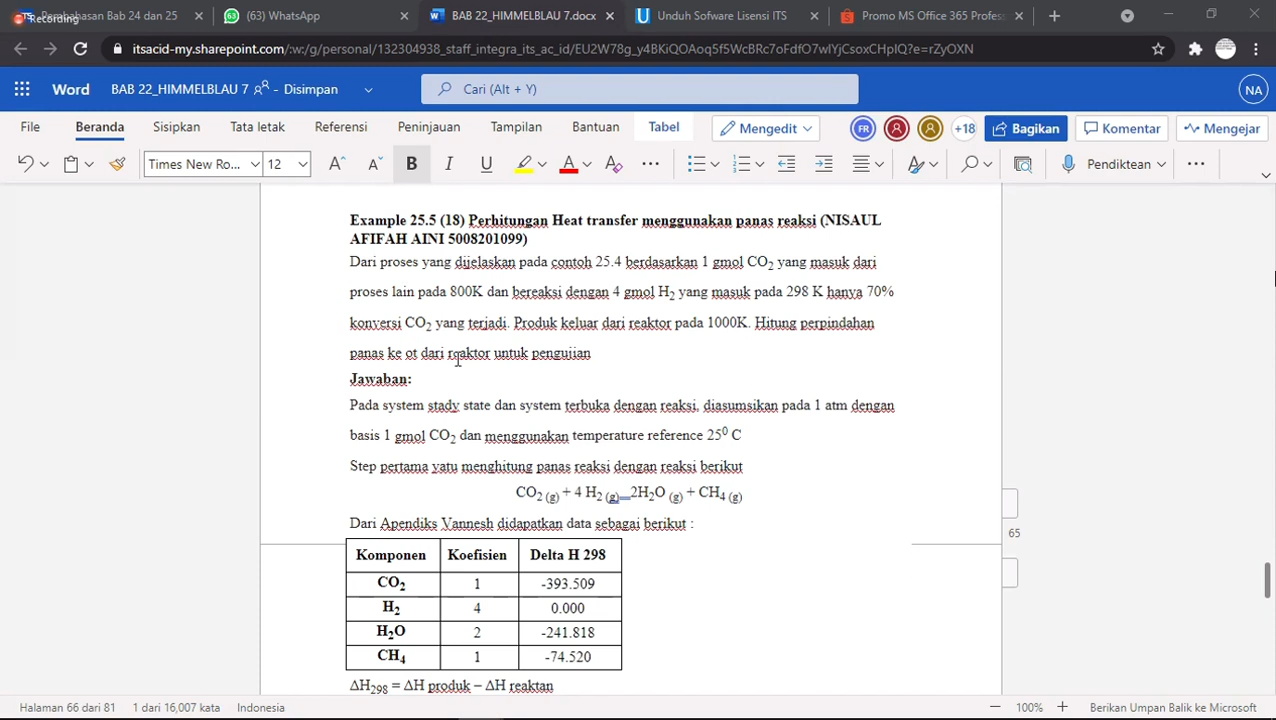 Recording
hasan Bab 24 dan 25
(63) WhatsApp
BAB 22_HIMMELBLAU 7.docx
Unduh Sofware Lisensi ITS
Promo MS Office 365 Profes
itsacid-my.sharepoint.com/:w:/g/personal/132304938_staff_integra_its_ac_id/EU2W78g_y4BKiQOAoq5f5WcBRc7oFdfO7wIYjCsoxCHpIQ?e=rZyOXN
Word
BAB 22_HIMMELBLAU 7
- Disimpan
Cari (Alt + Y)
NA
File
Beranda
Sisipkan
Tata letak
Referensi
Peninjauan
Tampilan
Bantuan
Tabel
Mengedit
FR
+18
Bagikan
Komentar
Mengejar
Times New Ro...
12
B
I
U
A
Pendiktean
Example 25.5 (18) Perhitungan Heat transfer menggunakan panas reaksi (NISAUL
AFIFAH AINI 5008201099)
Dari proses yang dijelaskan pada contoh 25.4 berdasarkan 1 gmol CO₂ yang masuk dari
proses lain pada 800K dan bereaksi dengan 4 gmol H₂ yang masuk pada 298 K hanya 70%
konversi CO₂ yang terjadi. Produk keluar dari reaktor pada 1000K. Hitung perpindahan
panas ke ot dari reaktor untuk pengujian
Jawaban:
Pada system stady state dan system terbuka dengan reaksi, diasumsikan pada 1 atm dengan
basis 1 gmol CO₂ dan menggunakan temperature reference 25⁰ C
Step pertama yatu menghitung panas reaksi dengan reaksi berikut
CO₂ (g) + 4 H₂ (g) = 2H₂O (g) + CH₄ (g)
Dari Apendiks Vannesh didapatkan data sebagai berikut :
65
Komponen Koefisien Delta H 298
CO₂ 1 -393.509
H₂ 4 0.000
H₂O 2 -241.818
CH₄ 1 -74.520
ΔH₂₉₈ = ΔH produk – ΔH reaktan
Halaman 66 dari 81
1 dari 16,007 kata
Indonesia
100%
Berikan Umpan Balik ke Microsoft